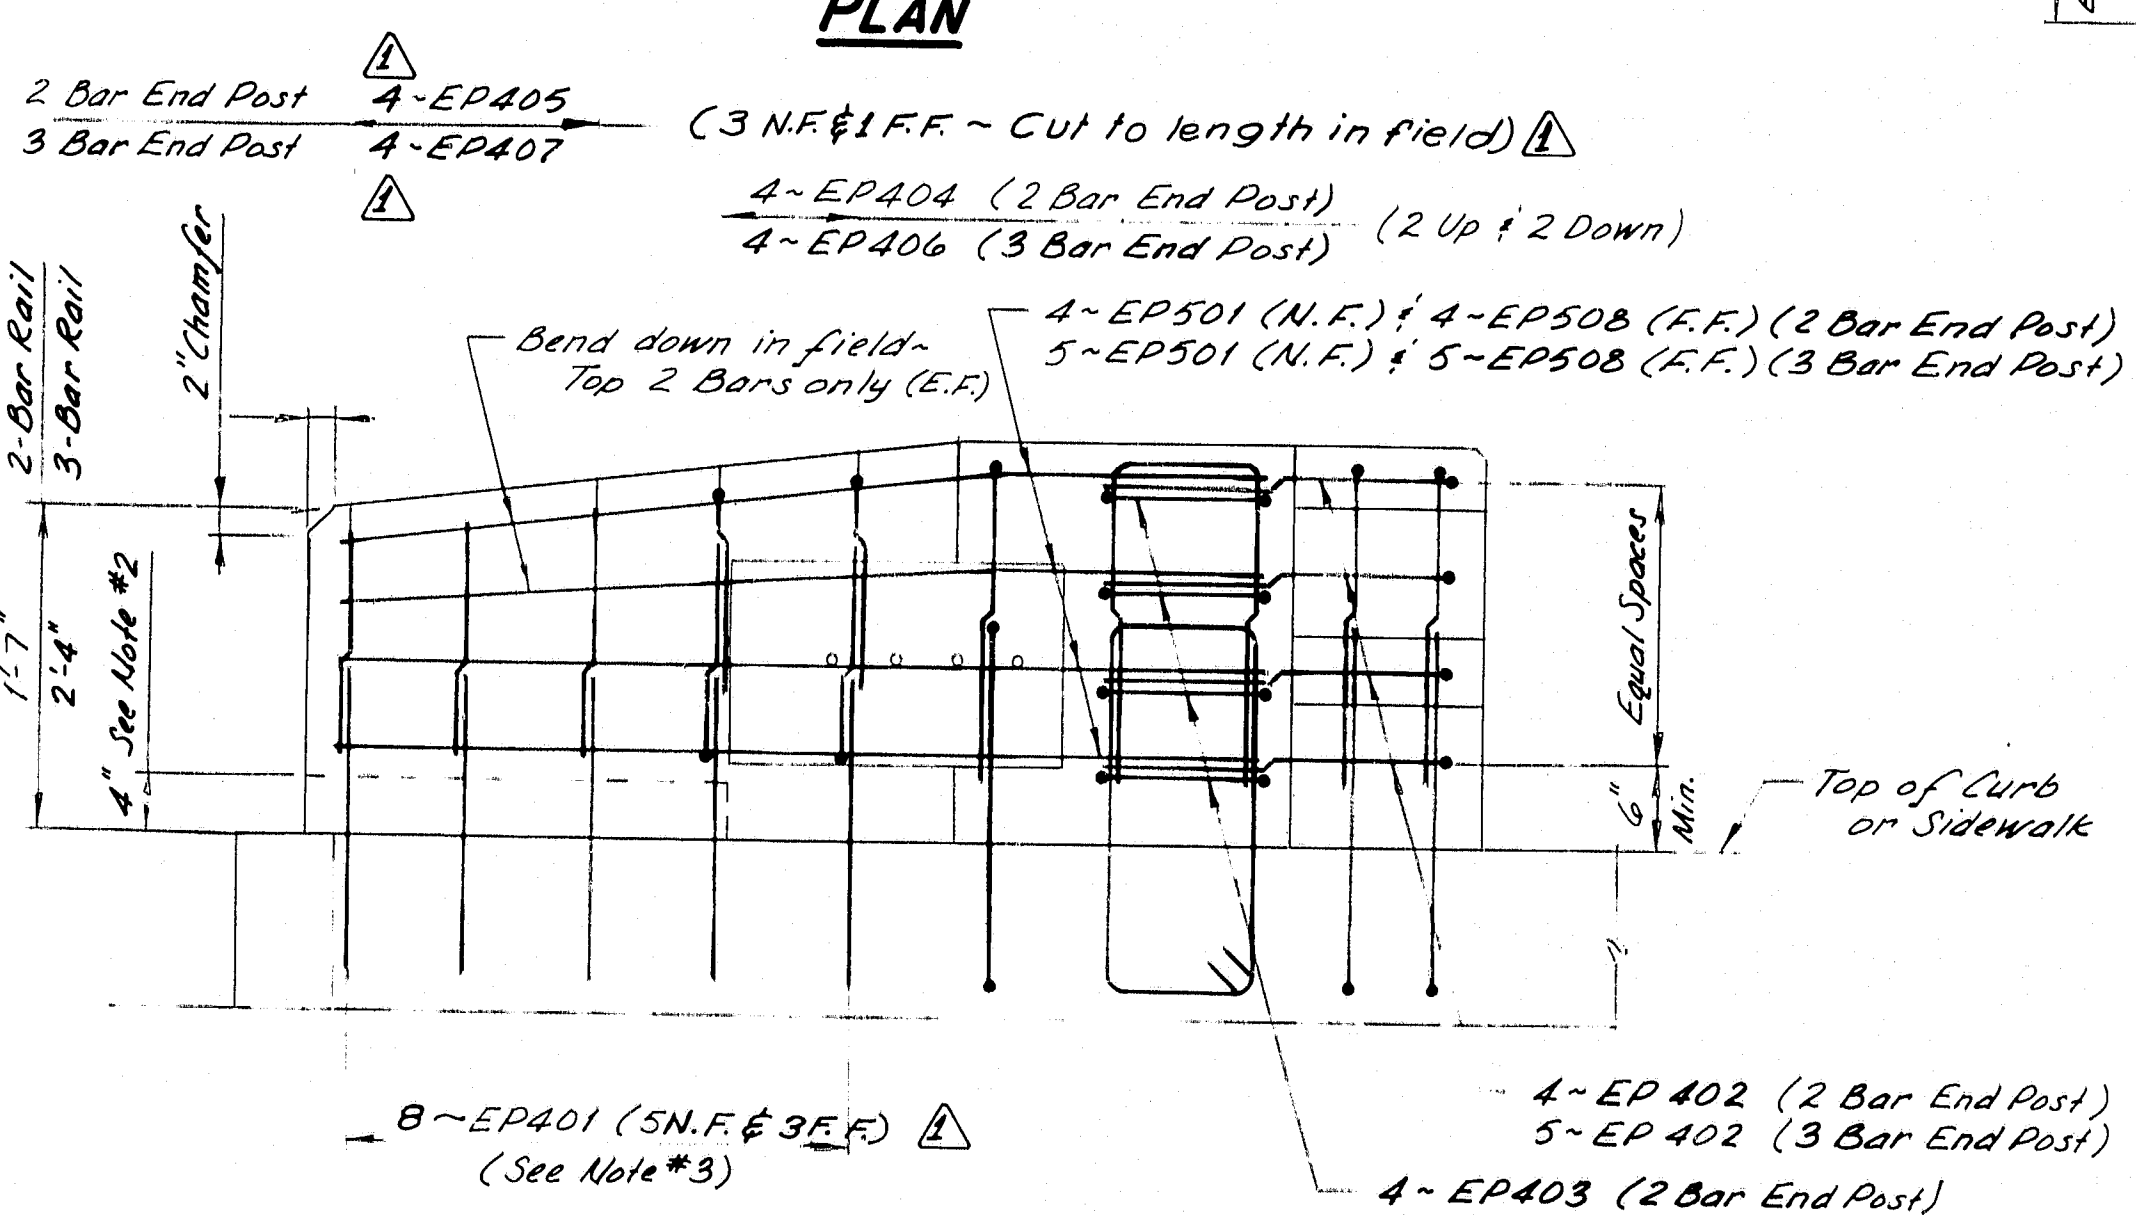 PLAN
1
2 Bar End Post 4~EP405
3 Bar End Post 4~EP407
1
(3 N.F. & 1 F.F. ~ Cut to length in field) 1
4~EP404 (2 Bar End Post)
4~EP406 (3 Bar End Post)
(2 Up & 2 Down)
2-Bar Rail
3-Bar Rail
2" Chamfer
Bend down in field~
Top 2 Bars only (E.F.)
4~EP501 (N.F.) & 4~EP508 (F.F.) (2 Bar End Post)
5~EP501 (N.F.) & 5~EP508 (F.F.) (3 Bar End Post)
1'-7"
2'-4"
4" See Note #2
Equal Spaces
6"
Min.
Top of Curb
or Sidewalk
8~EP401 (5N.F. & 3F.F.) 1
(See Note #3)
4~EP 402 (2 Bar End Post)
5~EP 402 (3 Bar End Post)
4~EP403 (2 Bar End Post)